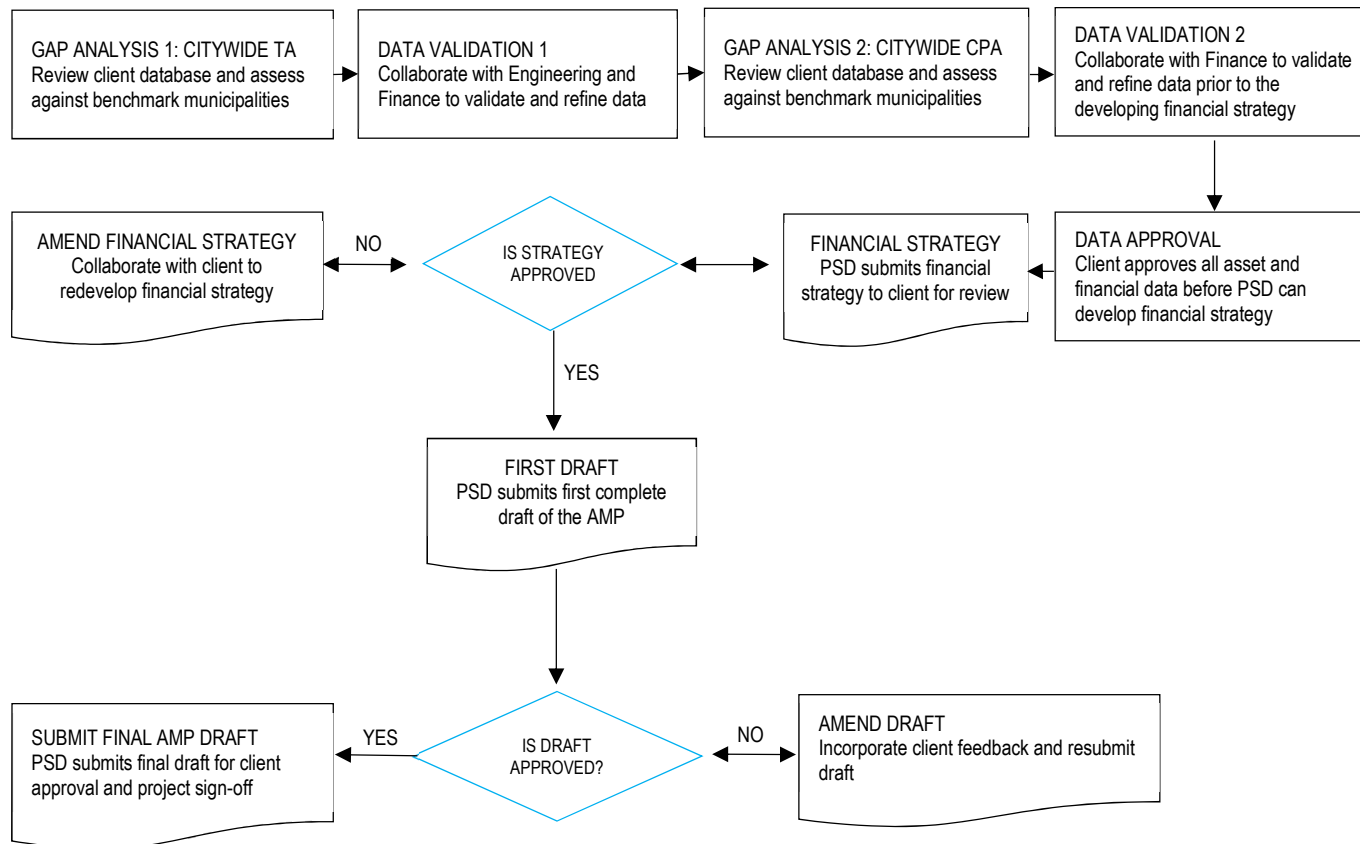 GAP ANALYSIS 1: CITYWIDE TA
Review client database and assess
against benchmark municipalities
DATA VALIDATION 1
Collaborate with Engineering and
Finance to validate and refine data
GAP ANALYSIS 2: CITYWIDE CPA
Review client database and assess
against benchmark municipalities
DATA VALIDATION 2
Collaborate with Finance to validate
and refine data prior to the
developing financial strategy
AMEND FINANCIAL STRATEGY
Collaborate with client to
redevelop financial strategy
NO
IS STRATEGY
APPROVED
FINANCIAL STRATEGY
PSD submits financial
strategy to client for review
DATA APPROVAL
Client approves all asset and
financial data before PSD can
develop financial strategy
YES
FIRST DRAFT
PSD submits first complete
draft of the AMP
SUBMIT FINAL AMP DRAFT
PSD submits final draft for client
approval and project sign-off
YES
IS DRAFT
APPROVED?
NO
AMEND DRAFT
Incorporate client feedback and resubmit
draft